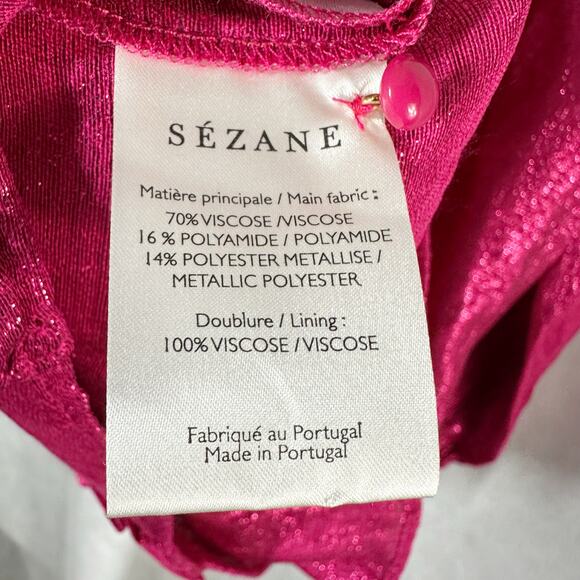 SÉZANE
Matière principale / Main fabric :
70% VISCOSE /VISCOSE
16 % POLYAMIDE / POLYAMIDE
14% POLYESTER METALLISE /
METALLIC POLYESTER
Doublure / Lining :
100% VISCOSE / VISCOSE
Fabriqué au Portugal
Made in Portugal